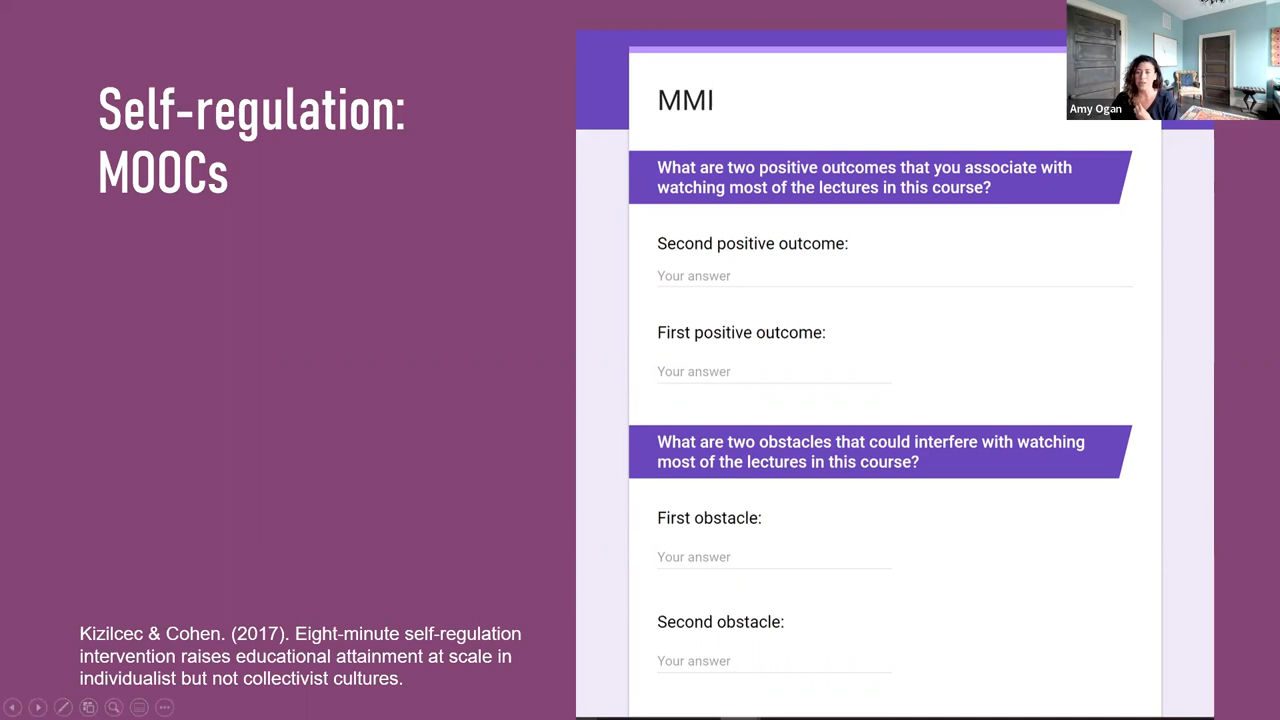 Self-regulation:
MOOCs
Kizilcec & Cohen. (2017). Eight-minute self-regulation
intervention raises educational attainment at scale in
individualist but not collectivist cultures.
MMI
What are two positive outcomes that you associate with
watching most of the lectures in this course?
Second positive outcome:
Your answer
First positive outcome:
Your answer
What are two obstacles that could interfere with watching
most of the lectures in this course?
First obstacle:
Your answer
Second obstacle:
Your answer
Amy Ogan